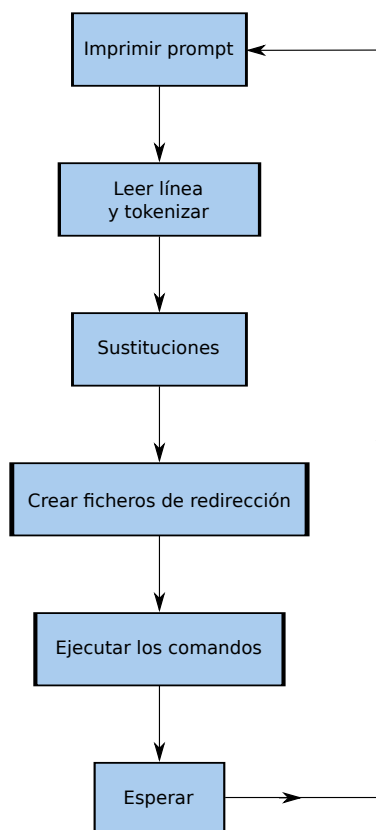 Imprimir prompt
Leer línea
y tokenizar
Sustituciones
Crear ficheros de redirección
Ejecutar los comandos
Esperar